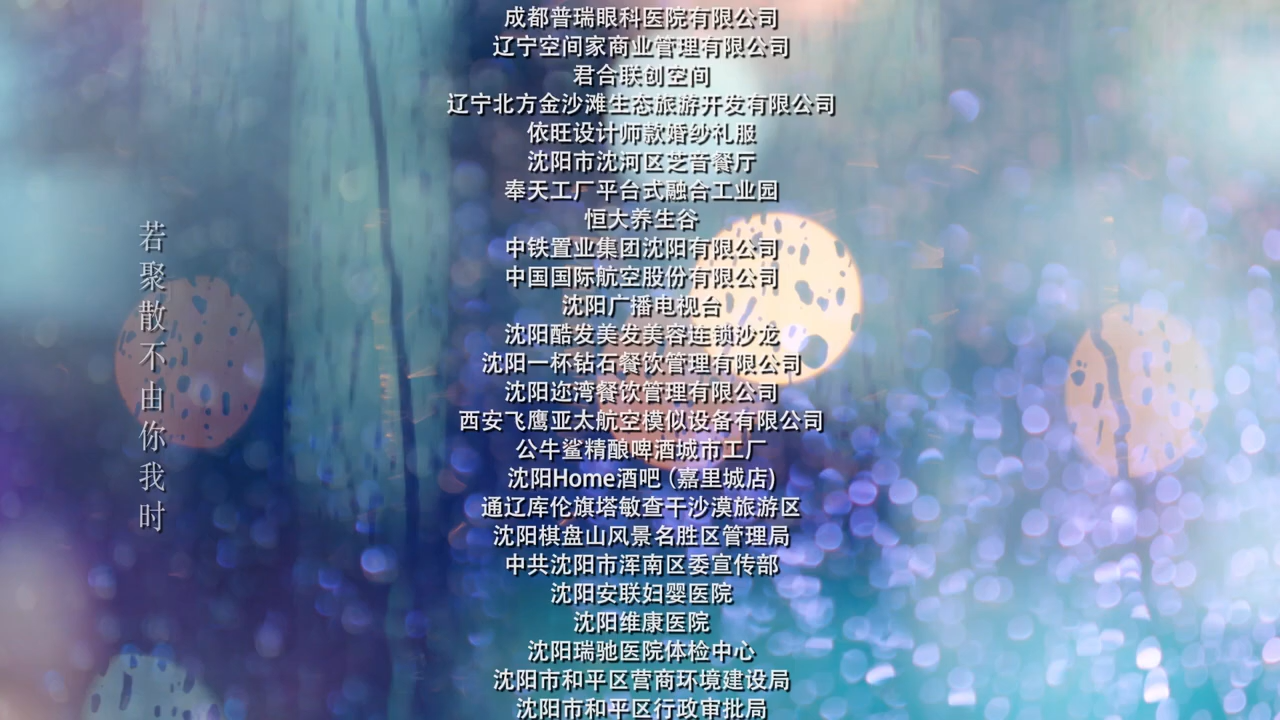 成都普瑞眼科医院有限公司
辽宁空间家商业管理有限公司
君合联创空间
辽宁北方金沙滩生态旅游开发有限公司
依旺设计师款婚纱礼服
沈阳市沈河区芝音餐厅
奉天工厂平台式融合工业园
恒大养生谷
中铁置业集团沈阳有限公司
中国国际航空股份有限公司
沈阳广播电视台
沈阳酷发美发美容连锁沙龙
沈阳一杯钻石餐饮管理有限公司
沈阳迩湾餐饮管理有限公司
西安飞鹰亚太航空模似设备有限公司
公牛鲨精酿啤酒城市工厂
沈阳Home酒吧（嘉里城店)
通辽库伦旗塔敏查干沙漠旅游区
沈阳棋盘山风景名胜区管理局
中共沈阳市浑南区委宣传部
沈阳安联妇婴医院
沈阳维康医院
沈阳瑞驰医院体检中心
沈阳市和平区营商环境建设局
沈阳市和平区行政审批局
若聚散不由你我时